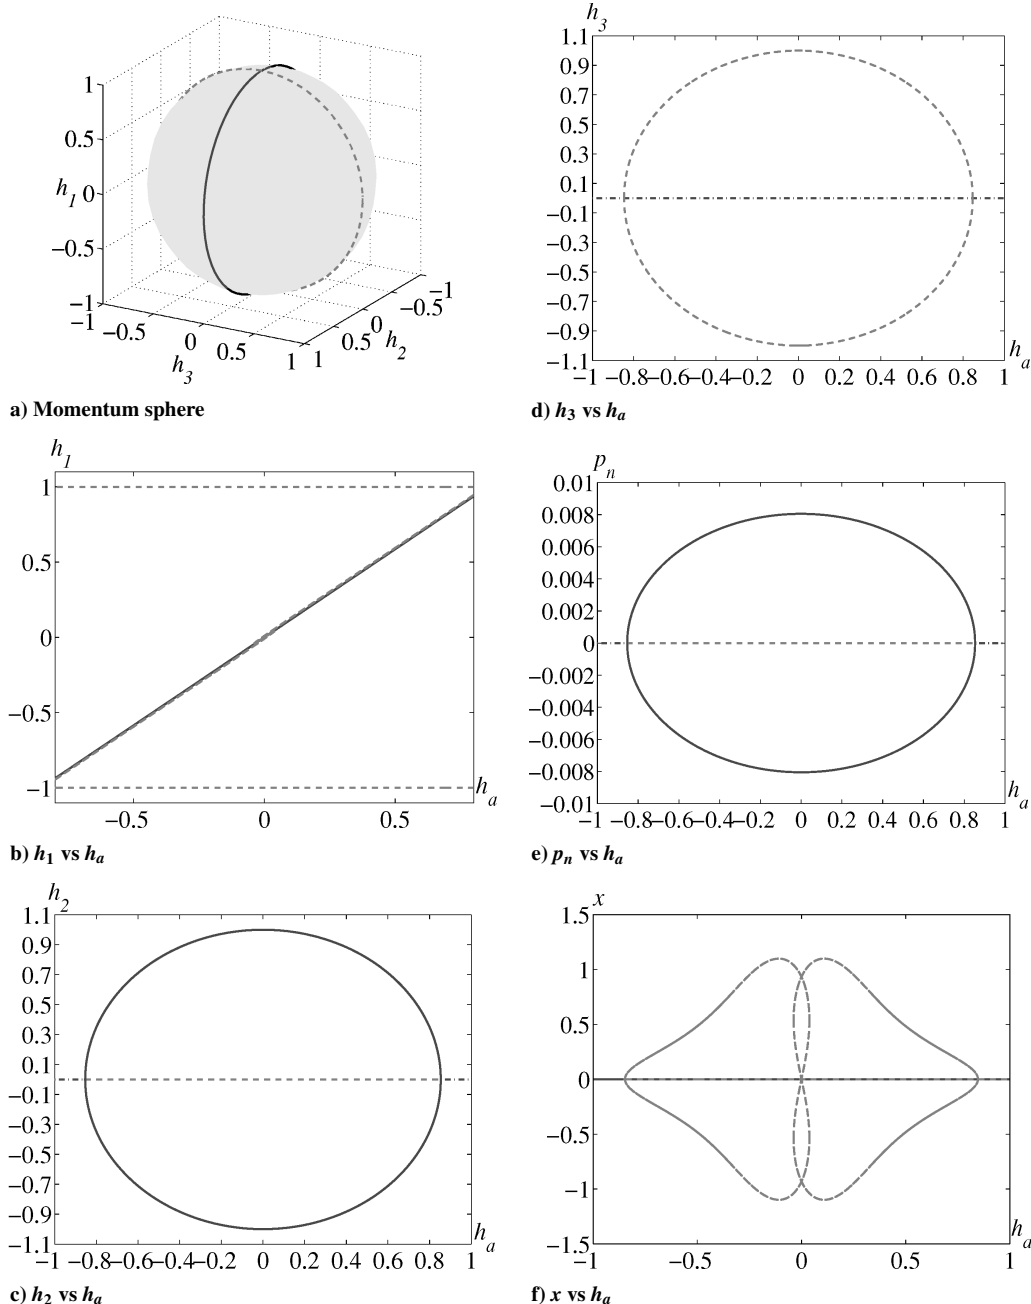 1
0.5
h1 0
−0.5
−1
−1
−0.5
0
0.5
1
h3
1
0.5
0
−0.5
−1
h2
a) Momentum sphere
h3
1.1
0.9
0.7
0.5
0.3
0.1
−0.1
−0.3
−0.5
−0.7
−0.9
−1.1
−1 −0.8 −0.6 −0.4 −0.2 0 0.2 0.4 0.6 0.8 1
ha
d) h3 vs ha
h1
1
0.5
0
−0.5
−1
−0.5 0 0.5
ha
b) h1 vs ha
pn
0.01
0.008
0.006
0.004
0.002
0
−0.002
−0.004
−0.006
−0.008
−0.01
−1 −0.8 −0.6 −0.4 −0.2 0 0.2 0.4 0.6 0.8 1
ha
e) pn vs ha
h2
1.1
0.9
0.7
0.5
0.3
0.1
−0.1
−0.3
−0.5
−0.7
−0.9
−1.1
−1 −0.8 −0.6 −0.4 −0.2 0 0.2 0.4 0.6 0.8 1
ha
c) h2 vs ha
x
1.5
1
0.5
0
−0.5
−1
−1.5
−1 −0.5 0 0.5 1
ha
f) x vs ha